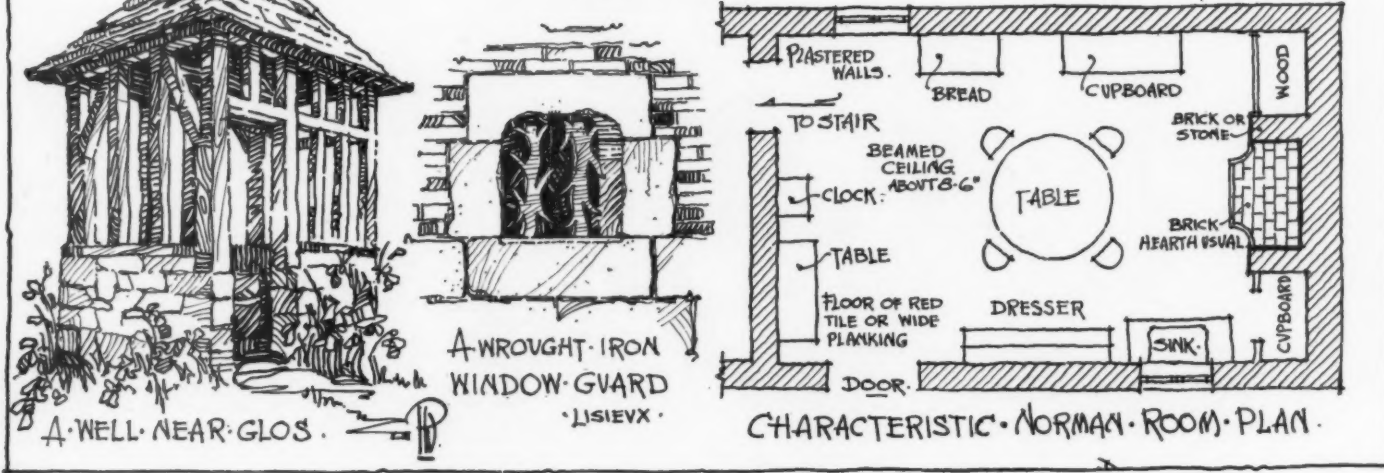 A·WELL·NEAR·GLOS.
A·WROUGHT·IRON
WINDOW·GUARD
·LISIEVX·
PLASTERED
WALLS.
TO STAIR
BREAD
CUPBOARD
WOOD
BRICK OR
STONE
BEAMED
CEILING
ABOUT 8'-6"
CLOCK
TABLE
BRICK
HEARTH USUAL
TABLE
FLOOR OF RED
TILE OR WIDE
PLANKING
DRESSER
SINK.
CUPBOARD
DOOR.
CHARACTERISTIC·NORMAN·ROOM·PLAN.